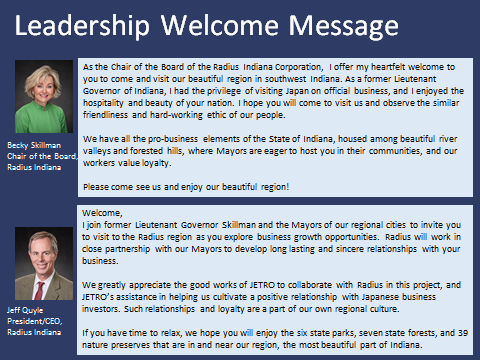 Leadership Welcome Message
As the Chair of the Board of the Radius Indiana Corporation, I offer my heartfelt welcome to
you to come and visit our beautiful region in southwest Indiana. As a former Lieutenant
Governor of Indiana, I had the privilege of visiting Japan on official business, and I enjoyed the
hospitality and beauty of your nation. I hope you will come to visit us and observe the similar
friendliness and hard-working ethic of our people.
We have all the pro-business elements of the State of Indiana, housed among beautiful river
valleys and forested hills, where Mayors are eager to host you in their communities, and our
workers value loyalty.
Please come see us and enjoy our beautiful region!
Becky Skillman
Chair of the Board,
Radius Indiana
Welcome,
I join former Lieutenant Governor Skillman and the Mayors of our regional cities to invite you
to visit to the Radius region as you explore business growth opportunities. Radius will work in
close partnership with our Mayors to develop long lasting and sincere relationships with your
business.
We greatly appreciate the good works of JETRO to collaborate with Radius in this project, and
JETRO's assistance in helping us cultivate a positive relationship with Japanese business
investors. Such relationships and loyalty are a part of our own regional culture.
If you have time to relax, we hope you will enjoy the six state parks, seven state forests, and 39
nature preserves that are in and near our region, the most beautiful part of Indiana.
Jeff Quyle
President/CEO,
Radius Indiana